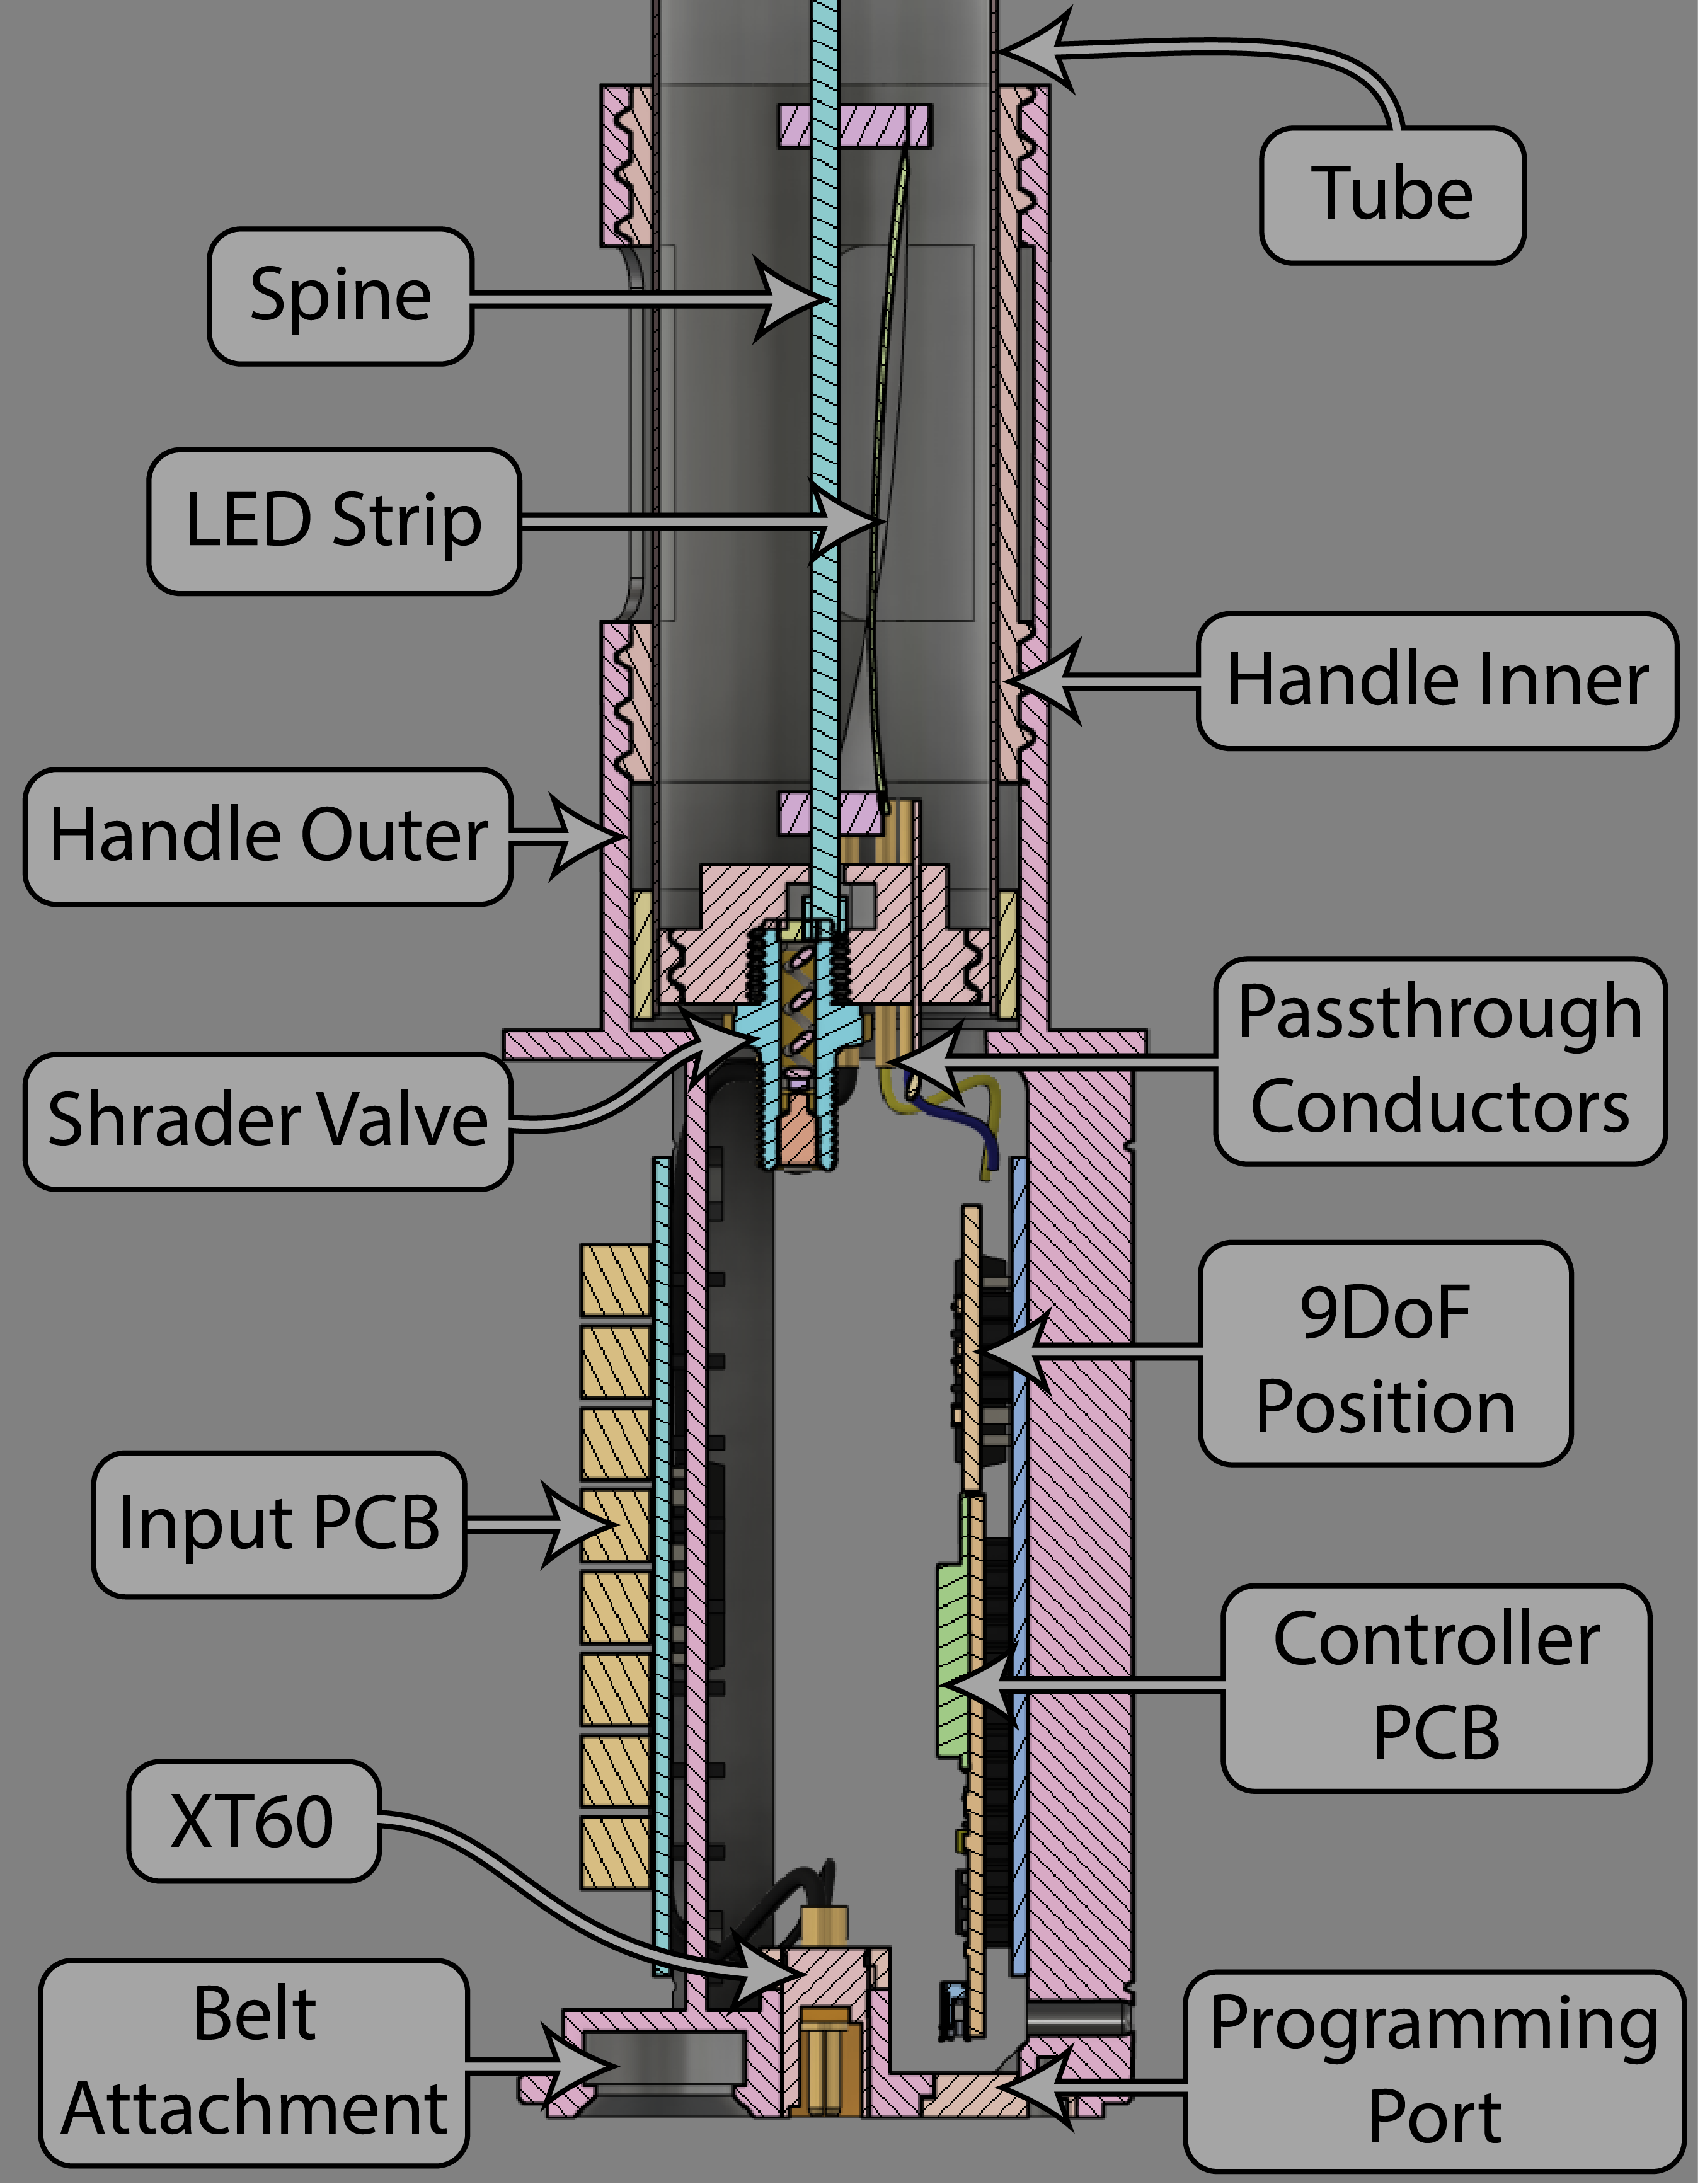 Tube
Spine
LED Strip
Handle Inner
Handle Outer
Passthrough
Conductors
Shrader Valve
9DoF
Position
Input PCB
Controller
PCB
XT60
Belt
Attachment
Programming
Port